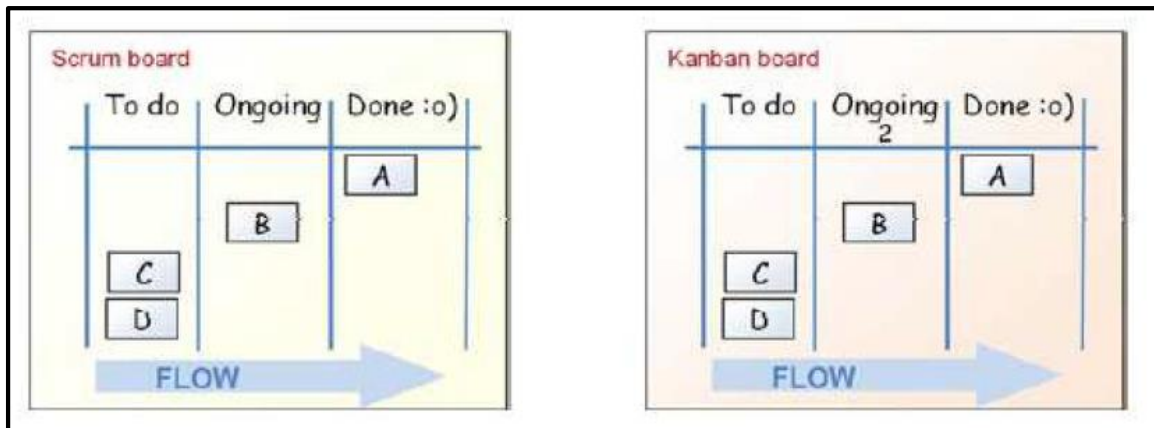 Scrum board
To do Ongoing Done :o)
A
B
C
D
FLOW
Kanban board
To do Ongoing Done :o)
2
A
B
C
D
FLOW